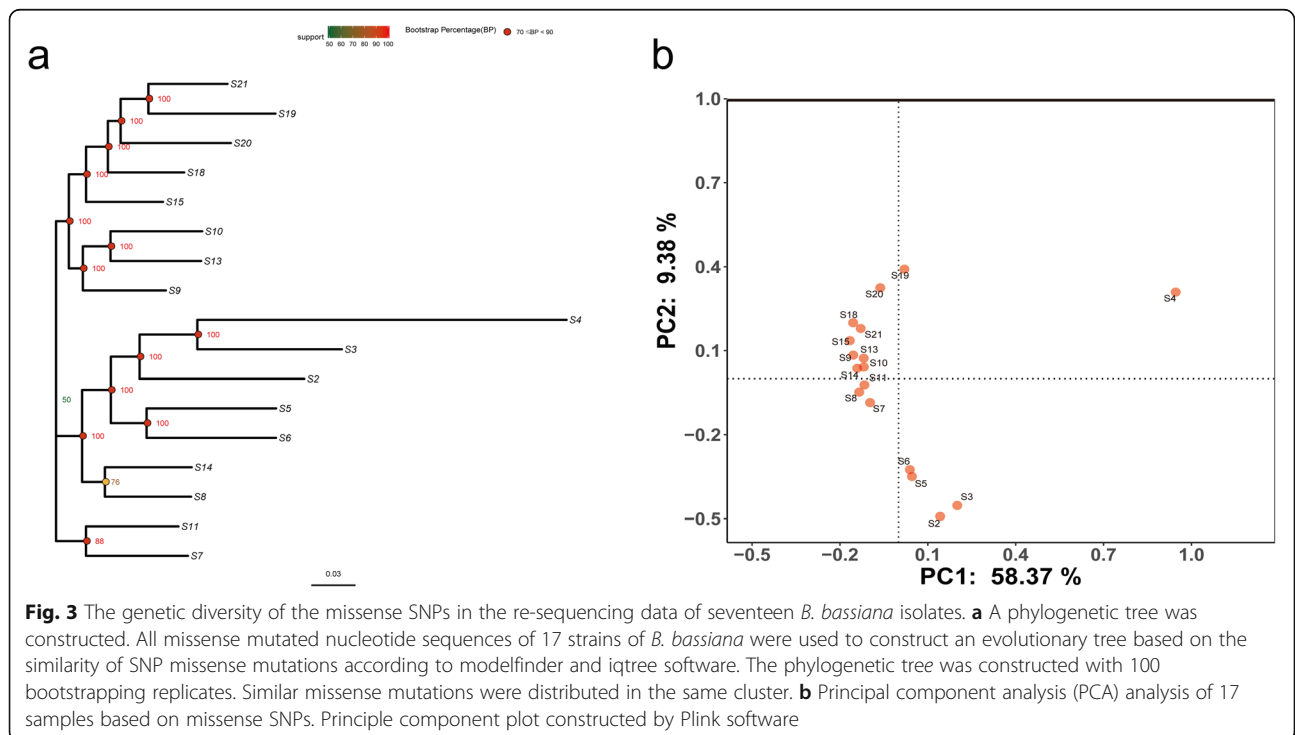 support
50 60 70 80 90 100
Bootstrap Percentage(BP) 70 ≤BP < 90
a
S21
100
S19
100
S20
100
S18
100
S15
100
S10
100
S13
100
S9
S4
100
S3
100
S2
100
50
S5
100
S6
100
S14
76
S8
S11
88
S7
0.03
b
1.0
0.7
0.4
0.1
−0.2
−0.5
PC2: 9.38 %
S19
S20
S4
S18
S21
S15
S13
S9
S10
S14
S11
S8
S7
S6
S5
S3
S2
−0.5 −0.2 0.1 0.4 0.7 1.0
PC1: 58.37 %
Fig. 3 The genetic diversity of the missense SNPs in the re-sequencing data of seventeen B. bassiana isolates. a A phylogenetic tree was
constructed. All missense mutated nucleotide sequences of 17 strains of B. bassiana were used to construct an evolutionary tree based on the
similarity of SNP missense mutations according to modelfinder and iqtree software. The phylogenetic tree was constructed with 100
bootstrapping replicates. Similar missense mutations were distributed in the same cluster. b Principal component analysis (PCA) analysis of 17
samples based on missense SNPs. Principle component plot constructed by Plink software